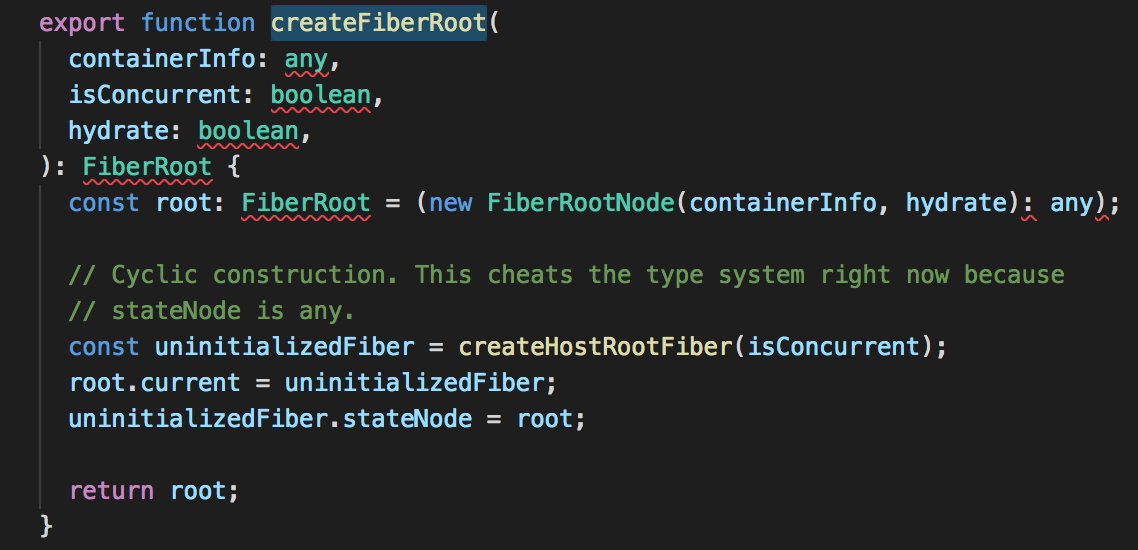 export function createFiberRoot(
  containerInfo: any,
  isConcurrent: boolean,
  hydrate: boolean,
): FiberRoot {
  const root: FiberRoot = (new FiberRootNode(containerInfo, hydrate): any);
  // Cyclic construction. This cheats the type system right now because
  // stateNode is any.
  const uninitializedFiber = createHostRootFiber(isConcurrent);
  root.current = uninitializedFiber;
  uninitializedFiber.stateNode = root;
  return root;
}